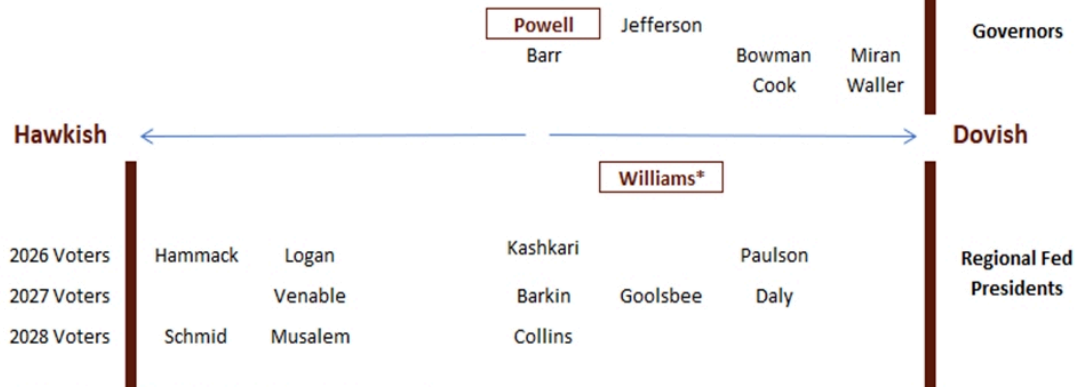 Powell Jefferson Governors
Barr Bowman Miran
Cook Waller
Hawkish Dovish
Williams*
2026 Voters Hammack Logan Kashkari Paulson Regional Fed
2027 Voters Venable Barkin Goolsbee Daly Presidents
2028 Voters Schmid Musalem Collins